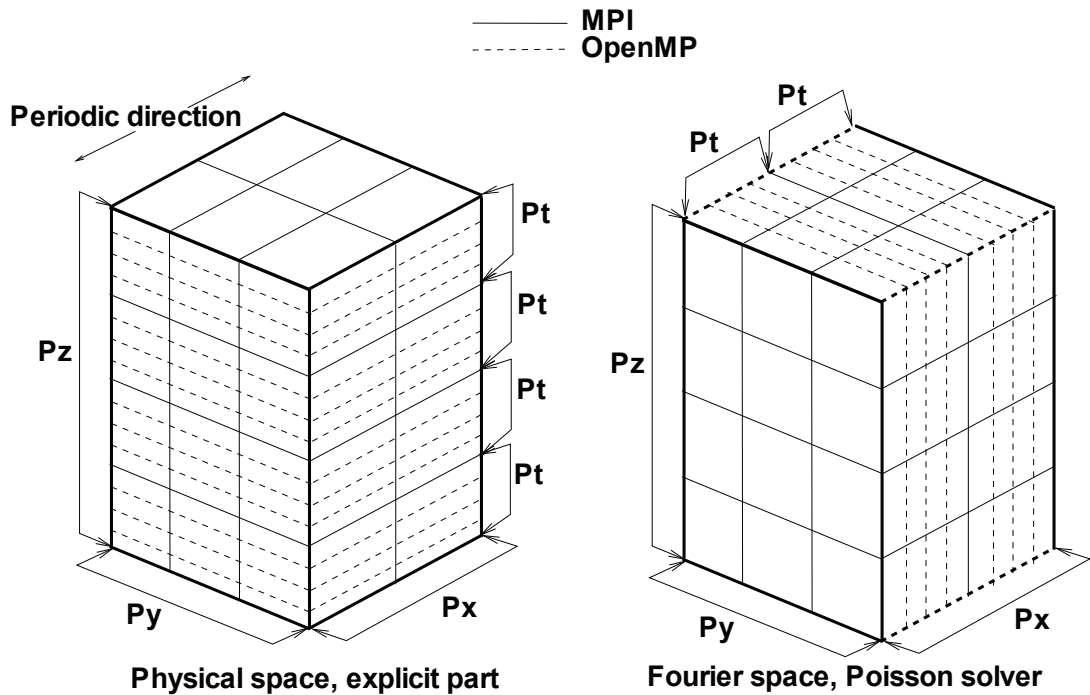 MPI
OpenMP
Periodic direction
Pt
Pt
Pt
Pt
Pz
Py
Px
Physical space, explicit part
Pt
Pt
Pz
Py
Px
Fourier space, Poisson solver